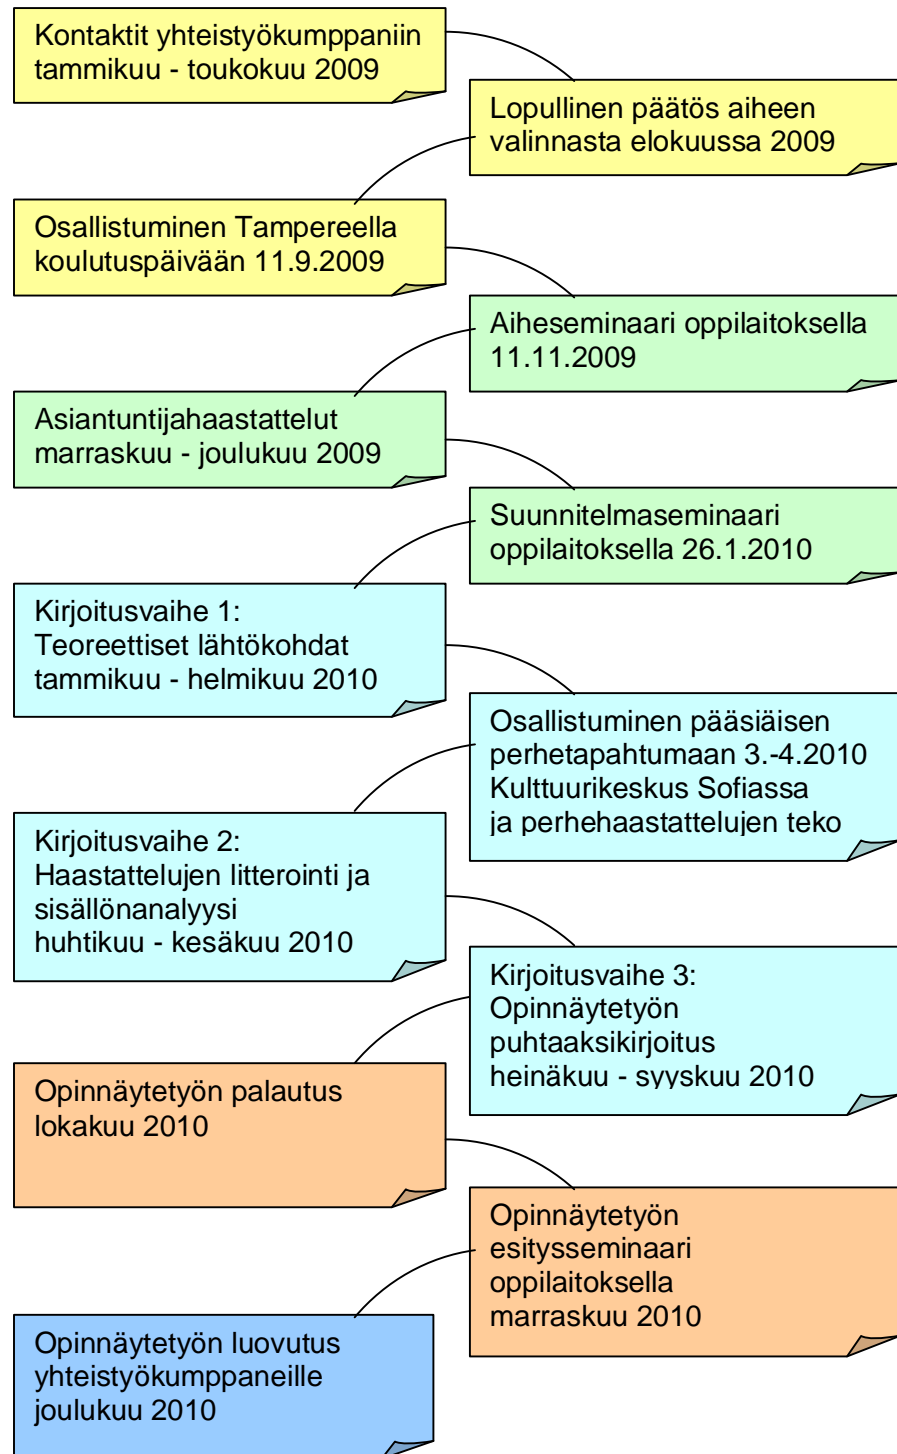 Kontaktit yhteistyökumppaniin
tammikuu - toukokuu 2009
Lopullinen päätös aiheen
valinnasta elokuussa 2009
Osallistuminen Tampereella
koulutuspäivään 11.9.2009
Aiheseminaari oppilaitoksella
11.11.2009
Asiantuntijahaastattelut
marraskuu - joulukuu 2009
Suunnitelmaseminaari
oppilaitoksella 26.1.2010
Kirjoitusvaihe 1:
Teoreettiset lähtökohdat
tammikuu - helmikuu 2010
Osallistuminen pääsiäisen
perhetapahtumaan 3.-4.2010
Kulttuurikeskus Sofiassa
ja perhehaastattelujen teko
Kirjoitusvaihe 2:
Haastattelujen litterointi ja
sisällönanalyysi
huhtikuu - kesäkuu 2010
Kirjoitusvaihe 3:
Opinnäytetyön
puhtaaksikirjoitus
heinäkuu - syyskuu 2010
Opinnäytetyön palautus
lokakuu 2010
Opinnäytetyön
esitysseminaari
oppilaitoksella
marraskuu 2010
Opinnäytetyön luovutus
yhteistyökumppaneille
joulukuu 2010